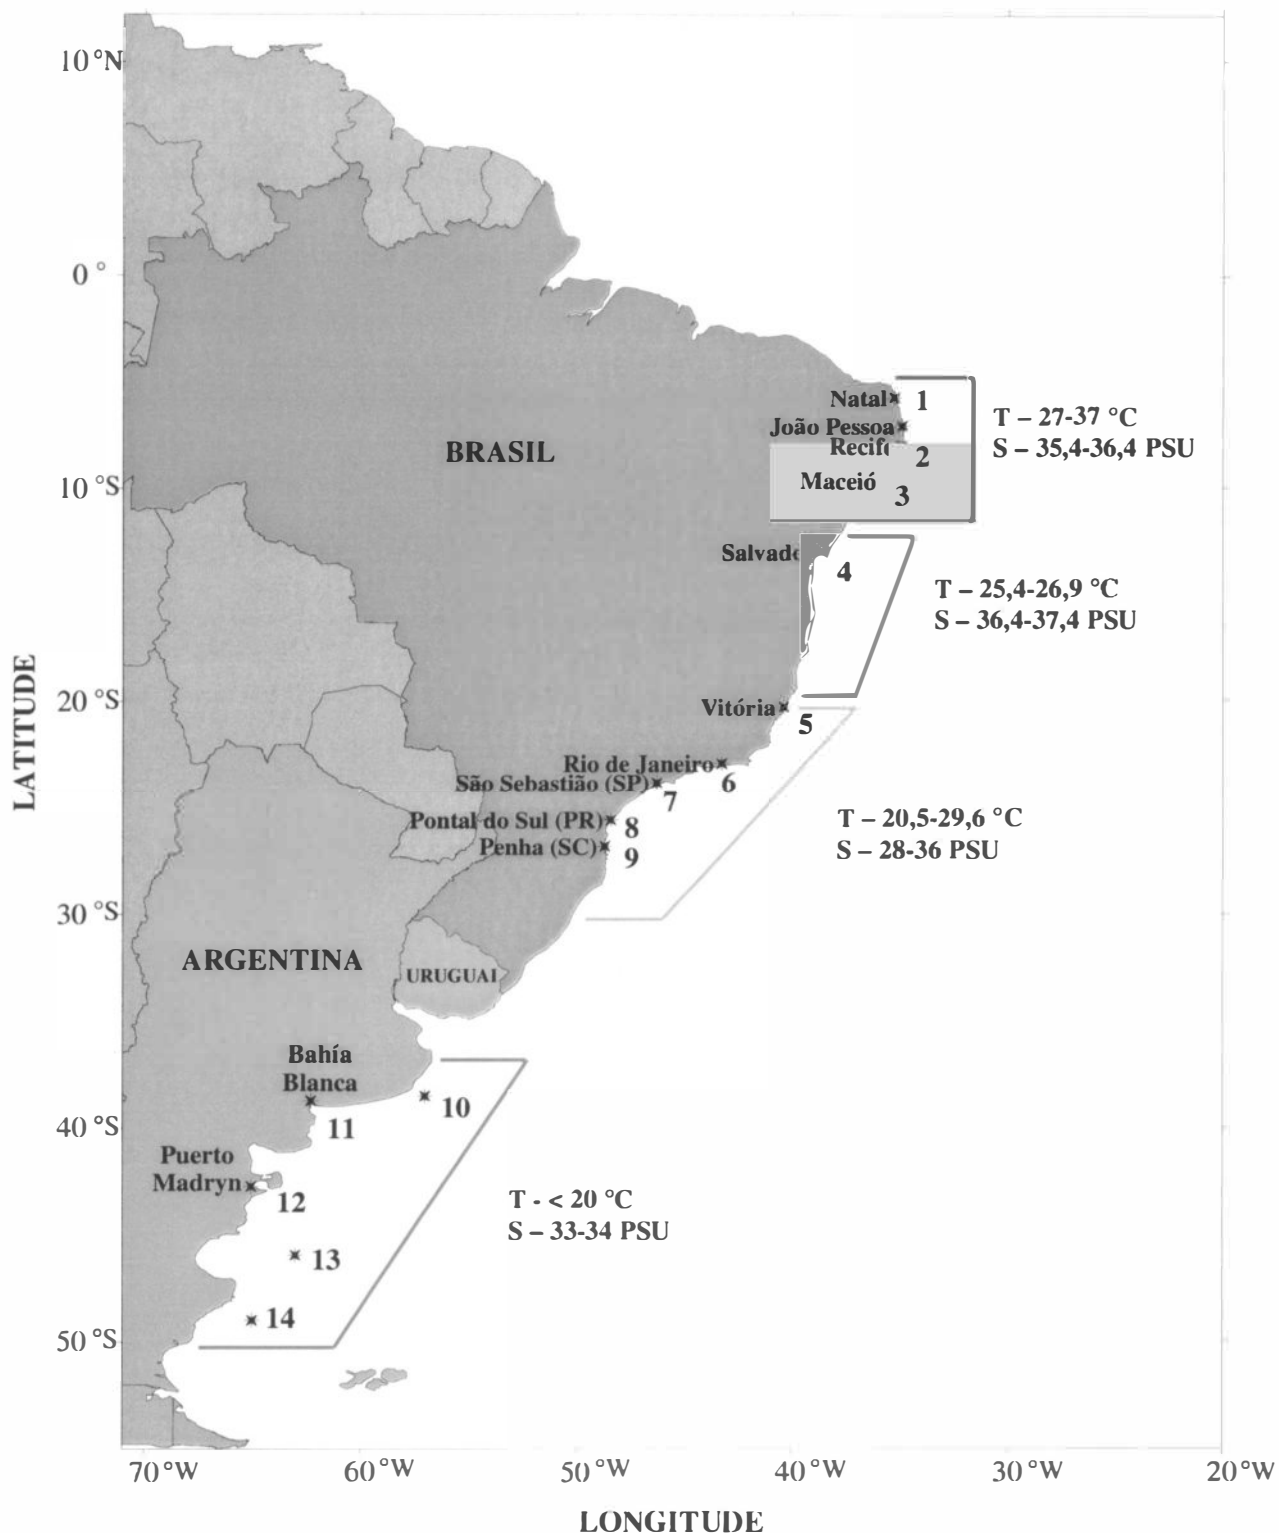 10 °N
0 °
Natal 1
João Pessoa
T – 27-37 °C
BRASIL
2
S – 35,4-36,4 PSU
10 °S
Maceió
3
4
T – 25,4-26,9 °C
S – 36,4-37,4 PSU
LATITUDE
20 °S
Vitória
5
Rio de Janeiro
São Sebastião (SP)
6
7
Pontal do Sul (PR) 8
T – 20,5-29,6 °C
Penha (SC) 9
S – 28-36 PSU
30 °S
ARGENTINA
URUGUAI
Bahía
Blanca
10
40 °S
11
Puerto
Madryn
12
T - < 20 °C
S – 33-34 PSU
13
14
50 °S
70 °W 60 °W 50 °W 40 °W 30 °W 20 °W
LONGITUDE